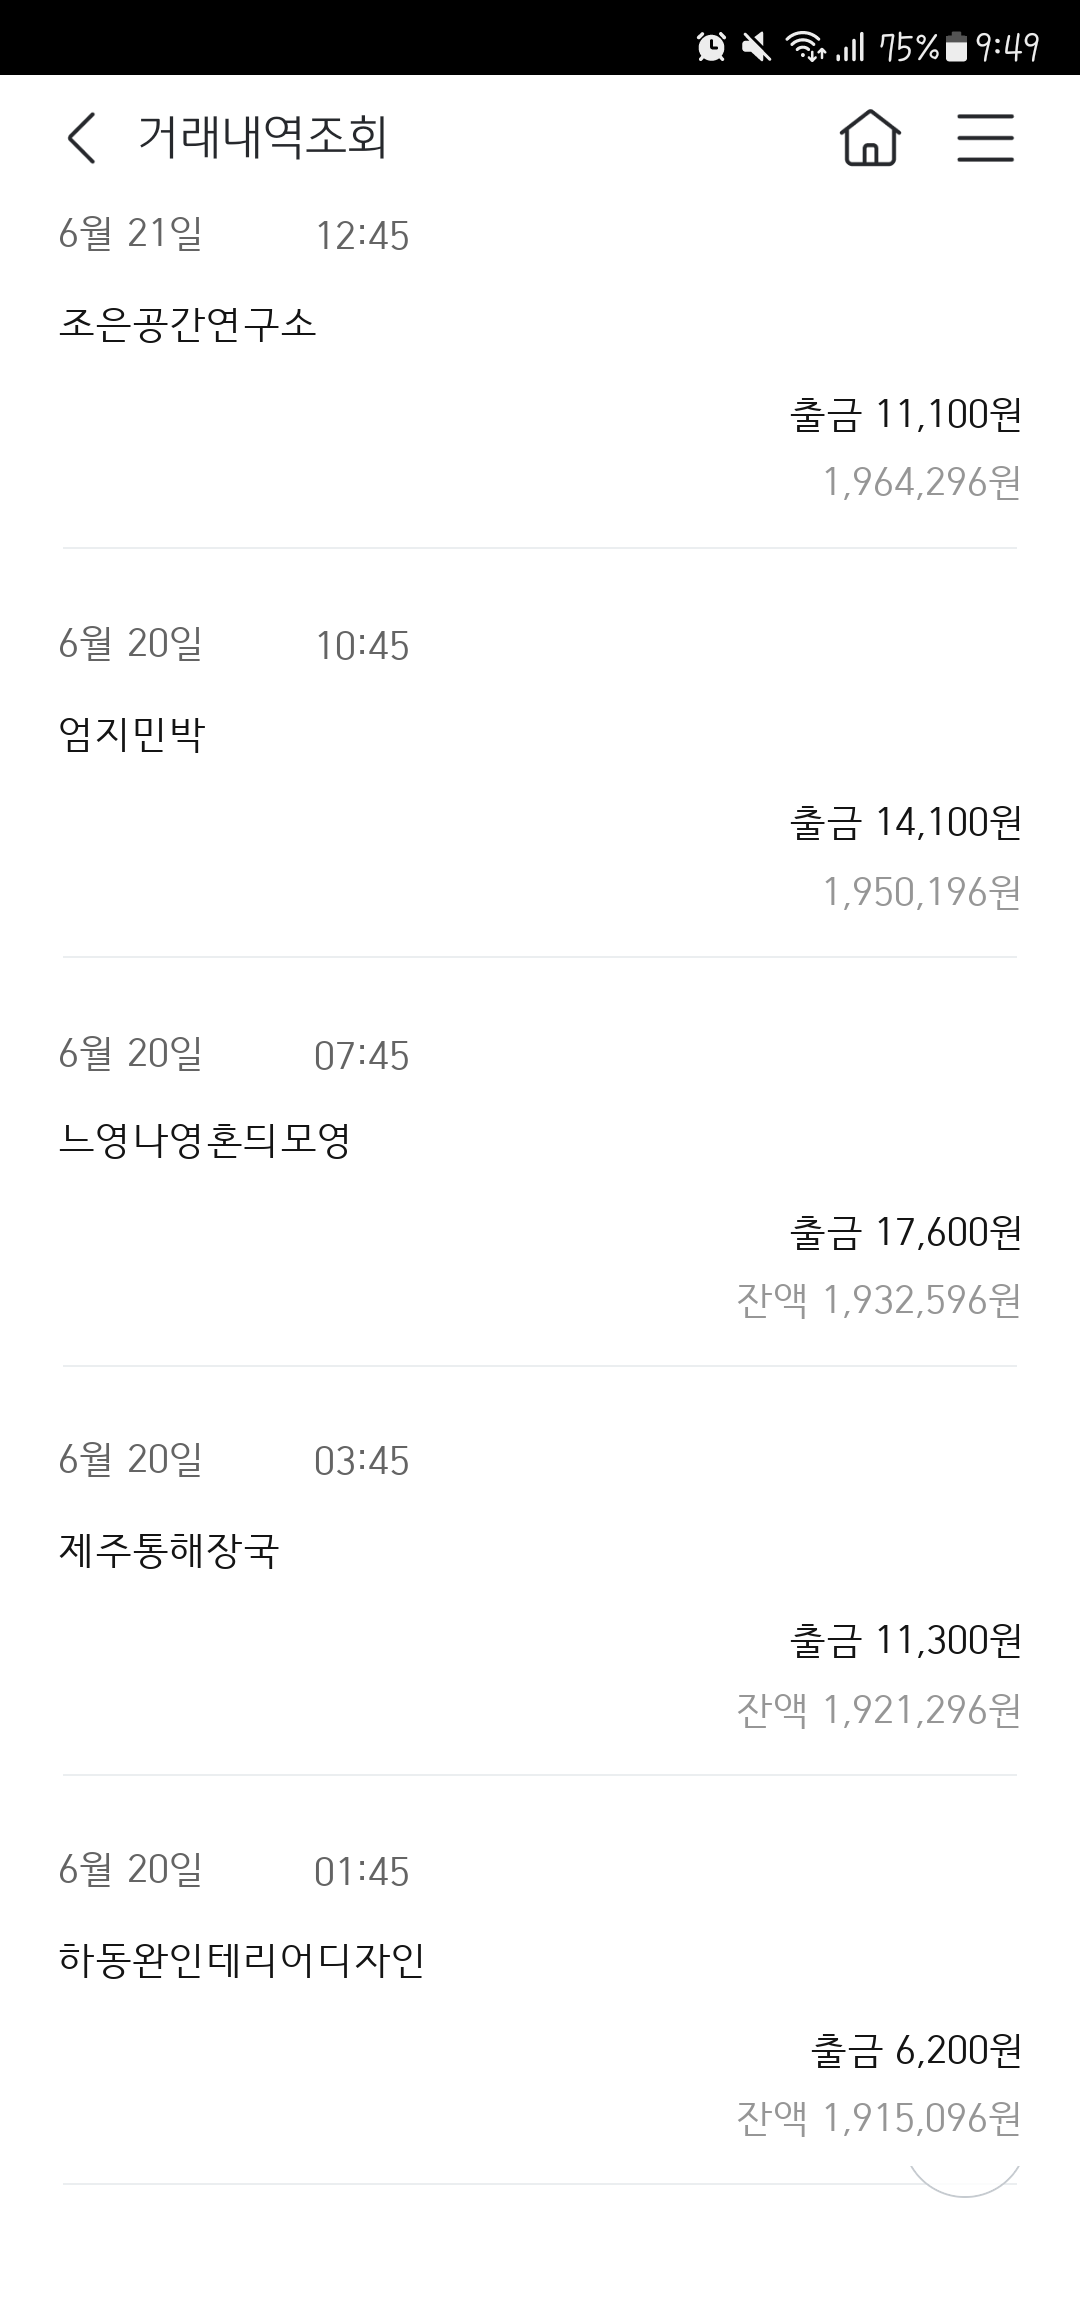 75% 9:49
거래내역조회
6월 21일 12:45
조은공간연구소
출금 11,100원
1,964,296원
6월 20일 10:45
엄지민박
출금 14,100원
1,950,196원
6월 20일 07:45
느영나영혼듸모영
출금 17,600원
잔액 1,932,596원
6월 20일 03:45
제주통해장국
출금 11,300원
잔액 1,921,296원
6월 20일 01:45
하동완인테리어디자인
출금 6,200원
잔액 1,915,096원